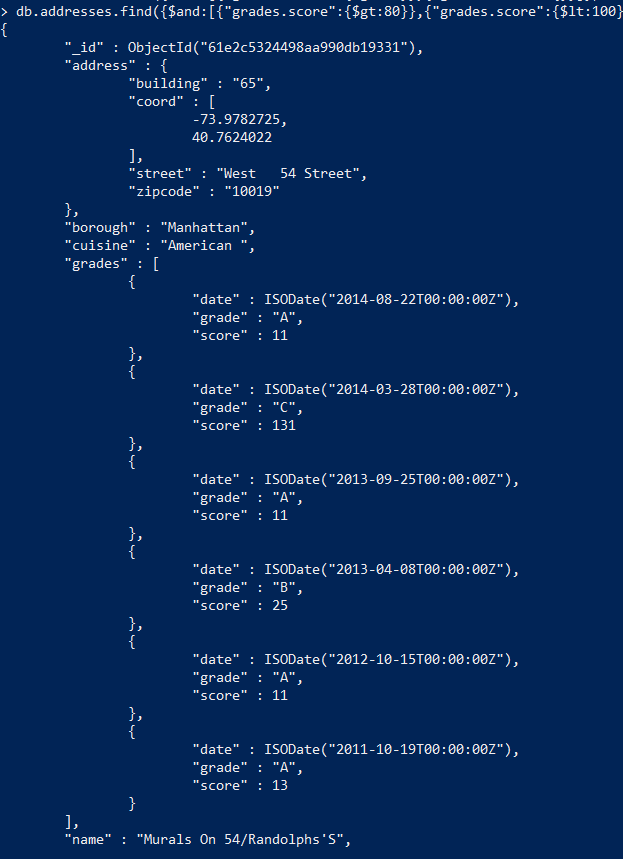 > db.addresses.find({$and:[{"grades.score":{$gt:80}},{"grades.score":{$lt:100}
{
        "_id" : ObjectId("61e2c5324498aa990db19331"),
        "address" : {
                "building" : "65",
                "coord" : [
                        -73.9782725,
                        40.7624022
                ],
                "street" : "West   54 Street",
                "zipcode" : "10019"
        },
        "borough" : "Manhattan",
        "cuisine" : "American ",
        "grades" : [
                {
                        "date" : ISODate("2014-08-22T00:00:00Z"),
                        "grade" : "A",
                        "score" : 11
                },
                {
                        "date" : ISODate("2014-03-28T00:00:00Z"),
                        "grade" : "C",
                        "score" : 131
                },
                {
                        "date" : ISODate("2013-09-25T00:00:00Z"),
                        "grade" : "A",
                        "score" : 11
                },
                {
                        "date" : ISODate("2013-04-08T00:00:00Z"),
                        "grade" : "B",
                        "score" : 25
                },
                {
                        "date" : ISODate("2012-10-15T00:00:00Z"),
                        "grade" : "A",
                        "score" : 11
                },
                {
                        "date" : ISODate("2011-10-19T00:00:00Z"),
                        "grade" : "A",
                        "score" : 13
                }
        ],
        "name" : "Murals On 54/Randolphs'S",